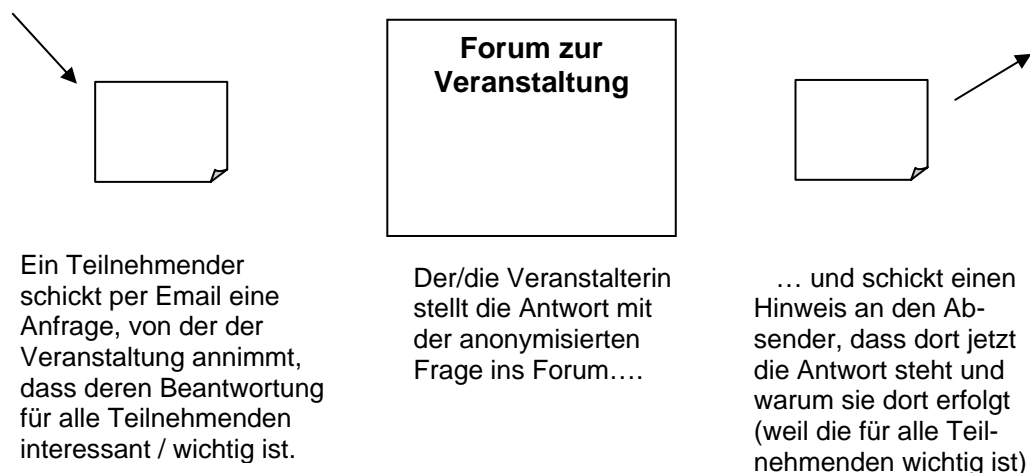 Forum zur
Veranstaltung
Ein Teilnehmender
schickt per Email eine
Anfrage, von der der
Veranstaltung annimmt,
dass deren Beantwortung
für alle Teilnehmenden
interessant / wichtig ist.
Der/die Veranstalterin
stellt die Antwort mit
der anonymisierten
Frage ins Forum….
… und schickt einen
Hinweis an den Ab-
sender, dass dort jetzt
die Antwort steht und
warum sie dort erfolgt
(weil die für alle Teil-
nehmenden wichtig ist)